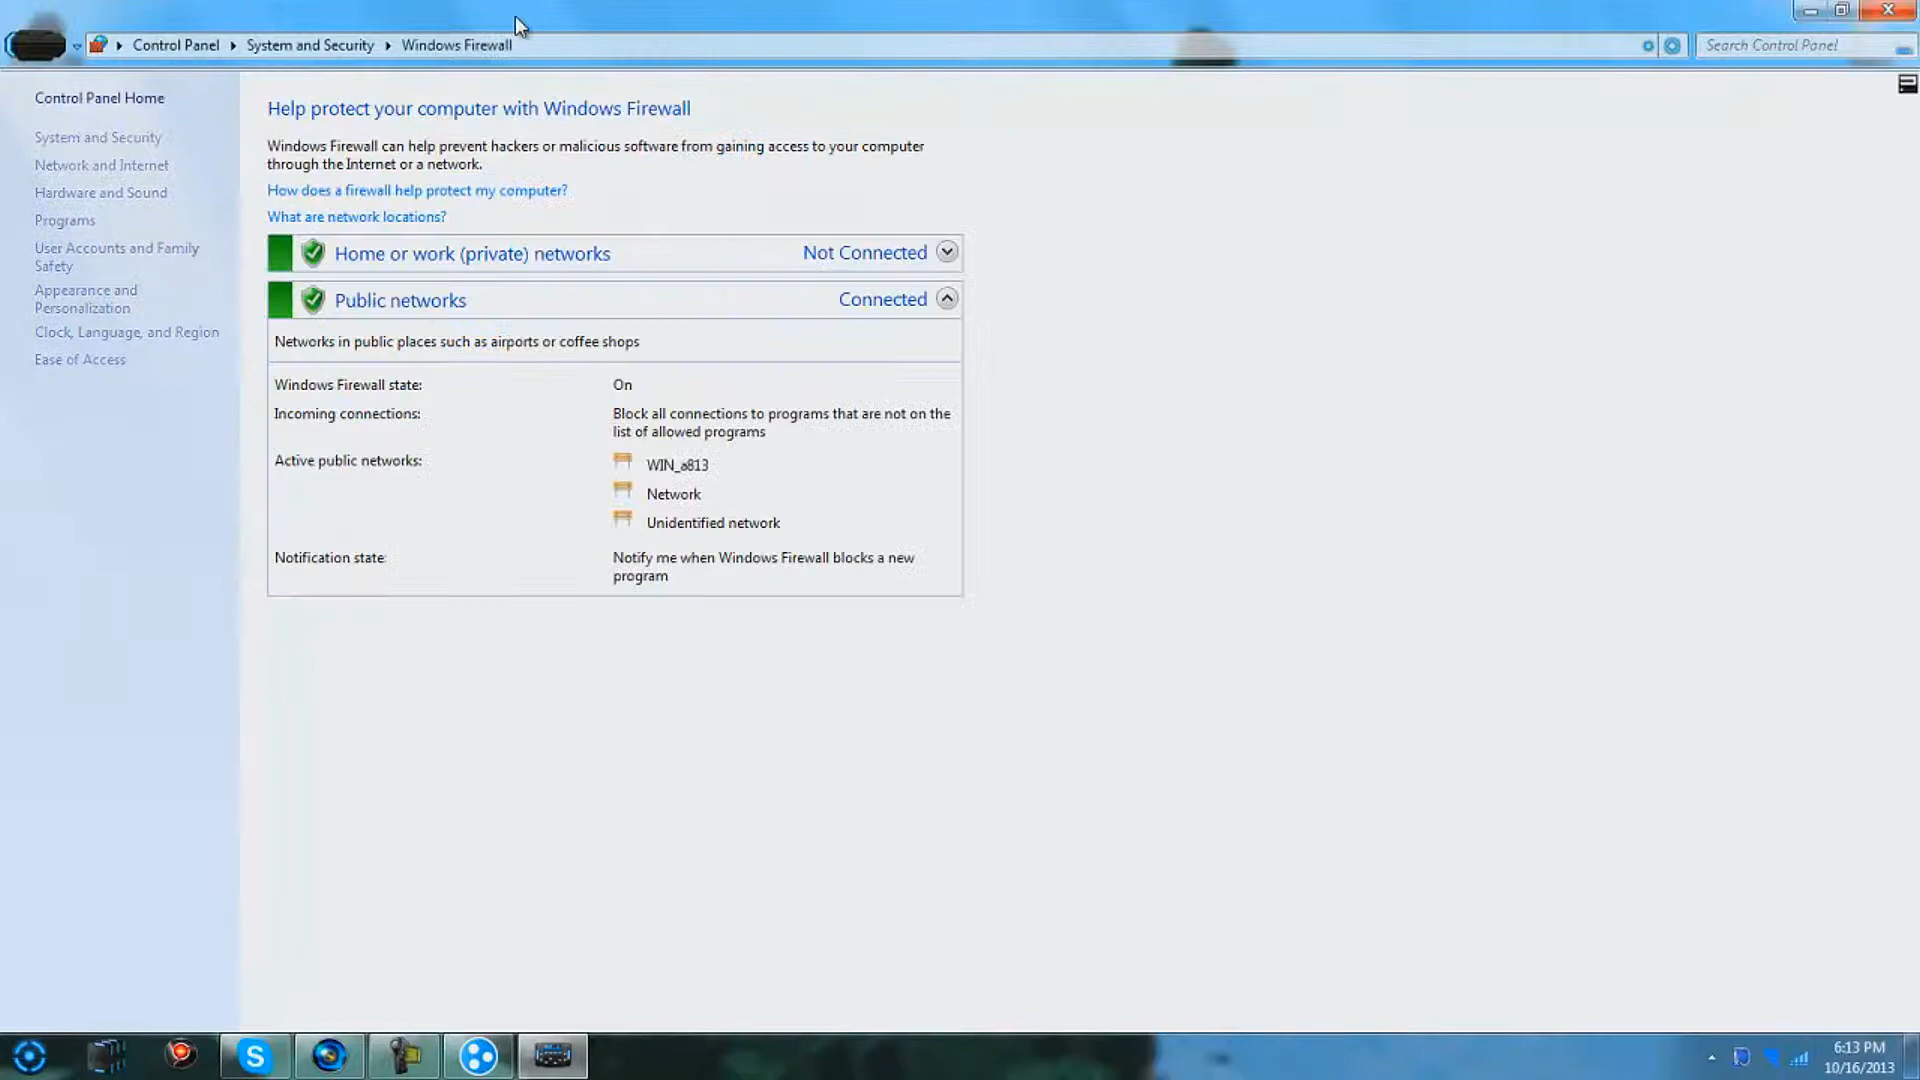 Control Panel
System and Security
Windows Firewall
Search Control Panel
Control Panel Home
System and Security
Network and Internet
Hardware and Sound
Programs
User Accounts and Family
Safety
Appearance and
Personalization
Clock, Language, and Region
Ease of Access
Help protect your computer with Windows Firewall
Windows Firewall can help prevent hackers or malicious software from gaining access to your computer
through the Internet or a network.
How does a firewall help protect my computer?
What are network locations?
Home or work (private) networks Not Connected
Public networks Connected
Networks in public places such as airports or coffee shops
Windows Firewall state: On
Incoming connections: Block all connections to programs that are not on the
list of allowed programs
Active public networks: WIN_a813
Network
Unidentified network
Notification state: Notify me when Windows Firewall blocks a new
program
S
6:13 PM
10/16/2013